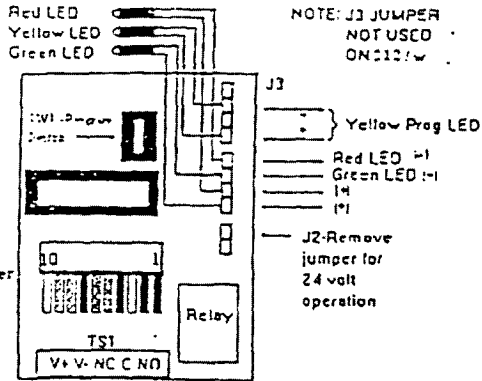 Red LED
Yellow LED
Green LED
NOTE: J3 JUMPER
NOT USED
J3
Yellow Prog LED
Red LED (-)
Green LED (-)
(+)
(+)
J2-Remove
jumper for
24 volt
operation
10 1
er
Relay
TS1
V+ V- NC C NO